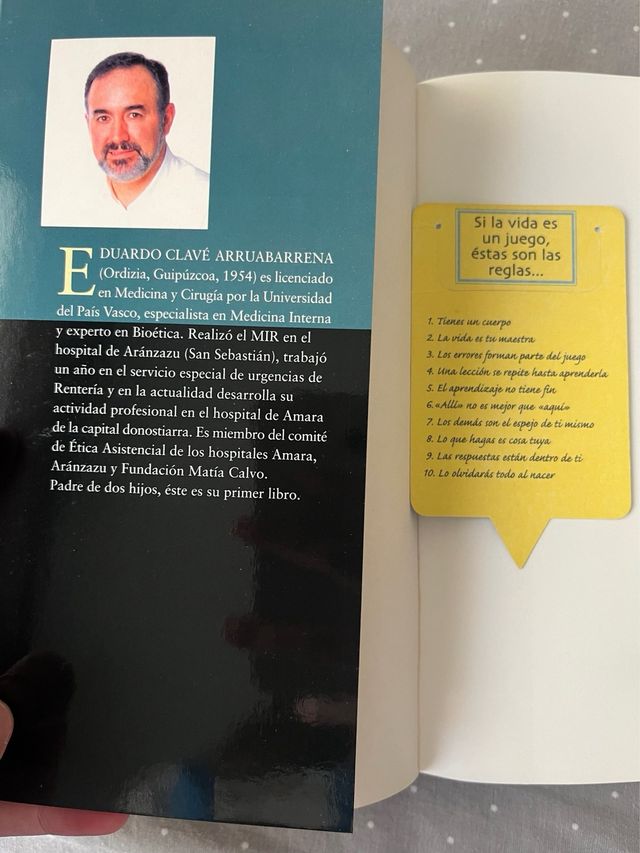 EDUARDO CLAVÉ ARRUABARRENA
(Ordizia, Guipúzcoa, 1954) es licenciado
en Medicina y Cirugía por la Universidad
del País Vasco, especialista en Medicina Interna
y experto en Bioética. Realizó el MIR en el
hospital de Aránzazu (San Sebastián), trabajó
un año en el servicio especial de urgencias de
Rentería y en la actualidad desarrolla su
actividad profesional en el hospital de Amara
de la capital donostiarra. Es miembro del comité
de Ética Asistencial de los hospitales Amara,
Aránzazu y Fundación Matía Calvo.
Padre de dos hijos, éste es su primer libro.
Si la vida es
un juego,
éstas son las
reglas...
1. Tienes un cuerpo
2. La vida es tu maestra
3. Los errores forman parte del juego
4. Una lección se repite hasta aprenderla
5. El aprendizaje no tiene fin
6. «Allí» no es mejor que «aquí»
7. Los demás son el espejo de ti mismo
8. Lo que hagas es cosa tuya
9. Las respuestas están dentro de ti
10. Lo olvidarás todo al nacer